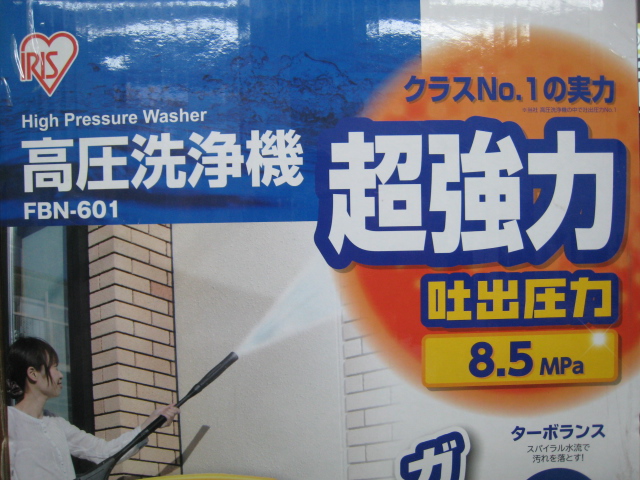 IRIS
High Pressure Washer
高圧洗浄機
FBN-601
クラスNo.1の実力
超強力
吐出圧力
8.5 MPa
ターボランス
スパイラル水流で
汚れを落とす!
ガ